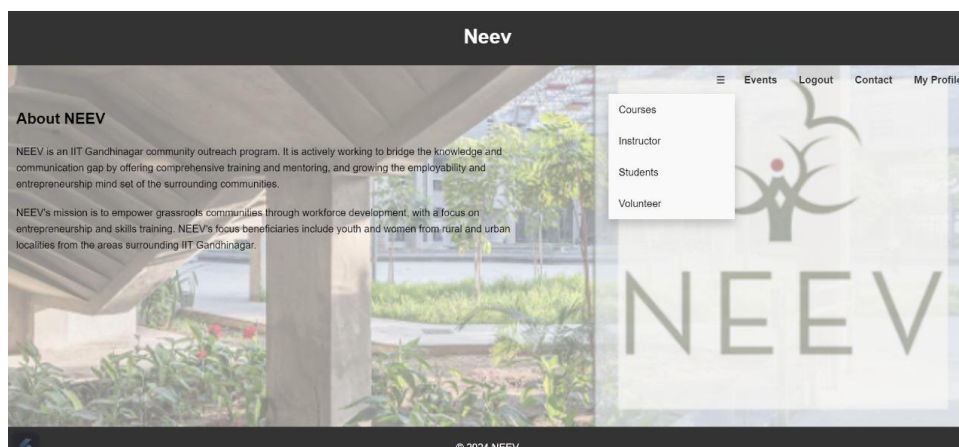 Neev
☰ Events Logout Contact My Profile
Courses
Instructor
Students
Volunteer
About NEEV
NEEV is an IIT Gandhinagar community outreach program. It is actively working to bridge the knowledge and
communication gap by offering comprehensive training and mentoring, and growing the employability and
entrepreneurship mind set of the surrounding communities.
NEEV's mission is to empower grassroots communities through workforce development, with a focus on
entrepreneurship and skills training. NEEV's focus beneficiaries include youth and women from rural and urban
localities from the areas surrounding IIT Gandhinagar.
NEEV
© 2024 NEEV